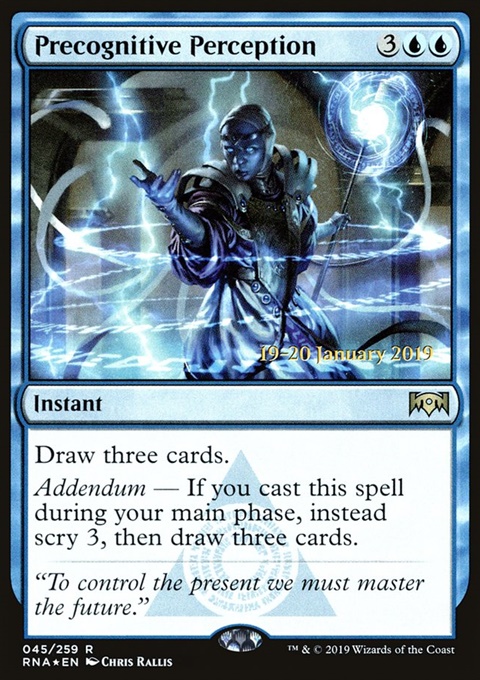 Precognitive Perception 3
19–20 January 2019
Instant
Draw three cards.
Addendum — If you cast this spell
during your main phase, instead
scry 3, then draw three cards.
“To control the present we must master
the future.”
045/259 R
RNA★EN Chris Rallis
™ & © 2019 Wizards of the Coast